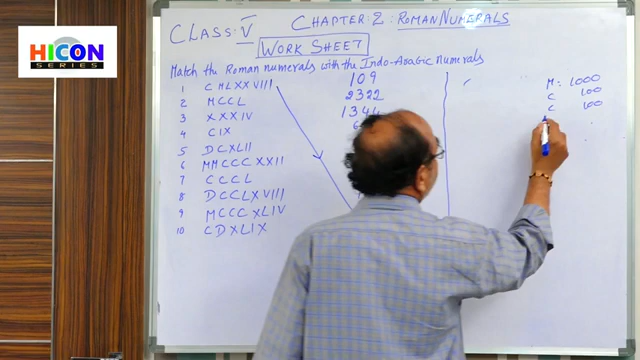 HICON
SERIES
CLASS: V CHAPTER: 2: ROMAN NUMERALS
WORK SHEET
Match the Roman numerals with the Indo-Arabic Numerals
1 CMLXXVIII 109
2 MCCL 2322
3 XXXIV 1344
4 CIX 6
5 DCXLII
6 MMCCCXXII
7 CCCL
8 DCCLXVIII
9 MCCCXLIV
10 CDXLIX
M: 1000
C 100
C 100